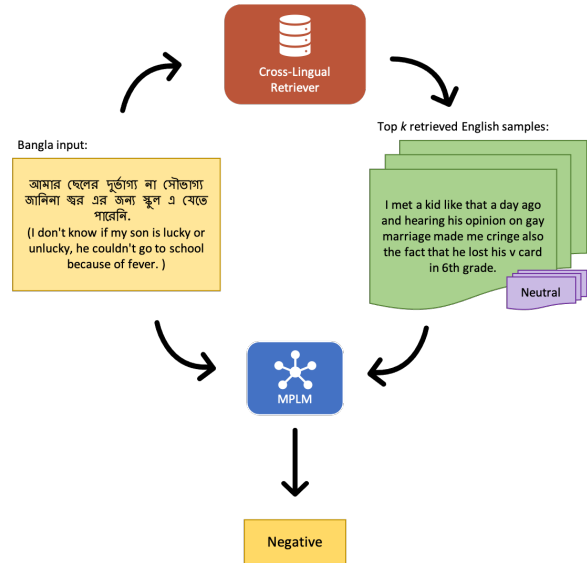 Cross-Lingual
Retriever
Bangla input:
Top k retrieved English samples:
আমার ছেলের দুর্ভাগ্য না সৌভাগ্য
জানিনা জ্বর এর জন্য স্কুল এ যেতে
পারেনি.
(I don't know if my son is lucky or
unlucky, he couldn't go to school
because of fever. )
I met a kid like that a day ago
and hearing his opinion on gay
marriage made me cringe also
the fact that he lost his v card
in 6th grade.
Neutral
MPLM
Negative